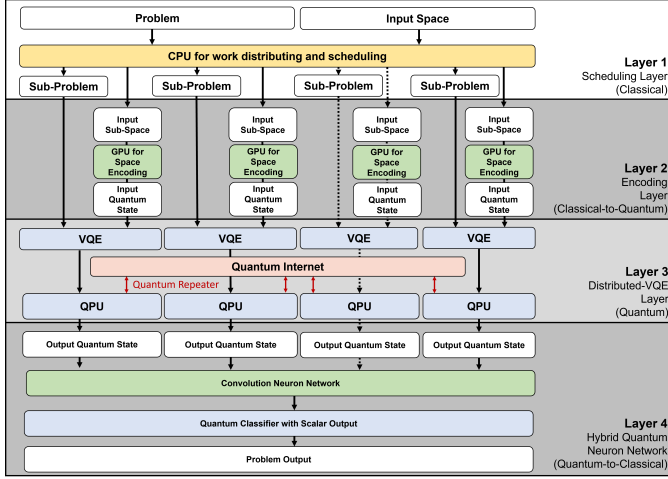 Problem
Input Space
CPU for work distributing and scheduling
Sub-Problem
Sub-Problem
Sub-Problem
Sub-Problem
Layer 1
Scheduling Layer
(Classical)
Input
Sub-Space
Input
Sub-Space
Input
Sub-Space
Input
Sub-Space
GPU for
Space
Encoding
GPU for
Space
Encoding
GPU for
Space
Encoding
GPU for
Space
Encoding
Input
Quantum
State
Input
Quantum
State
Input
Quantum
State
Input
Quantum
State
Layer 2
Encoding
Layer
(Classical-to-Quantum)
VQE
VQE
VQE
VQE
Quantum Internet
Quantum Repeater
QPU
QPU
QPU
QPU
Layer 3
Distributed-VQE
Layer
(Quantum)
Output Quantum State
Output Quantum State
Output Quantum State
Output Quantum State
Convolution Neuron Network
Quantum Classifier with Scalar Output
Problem Output
Layer 4
Hybrid Quantum
Neuron Network
(Quantum-to-Classical)